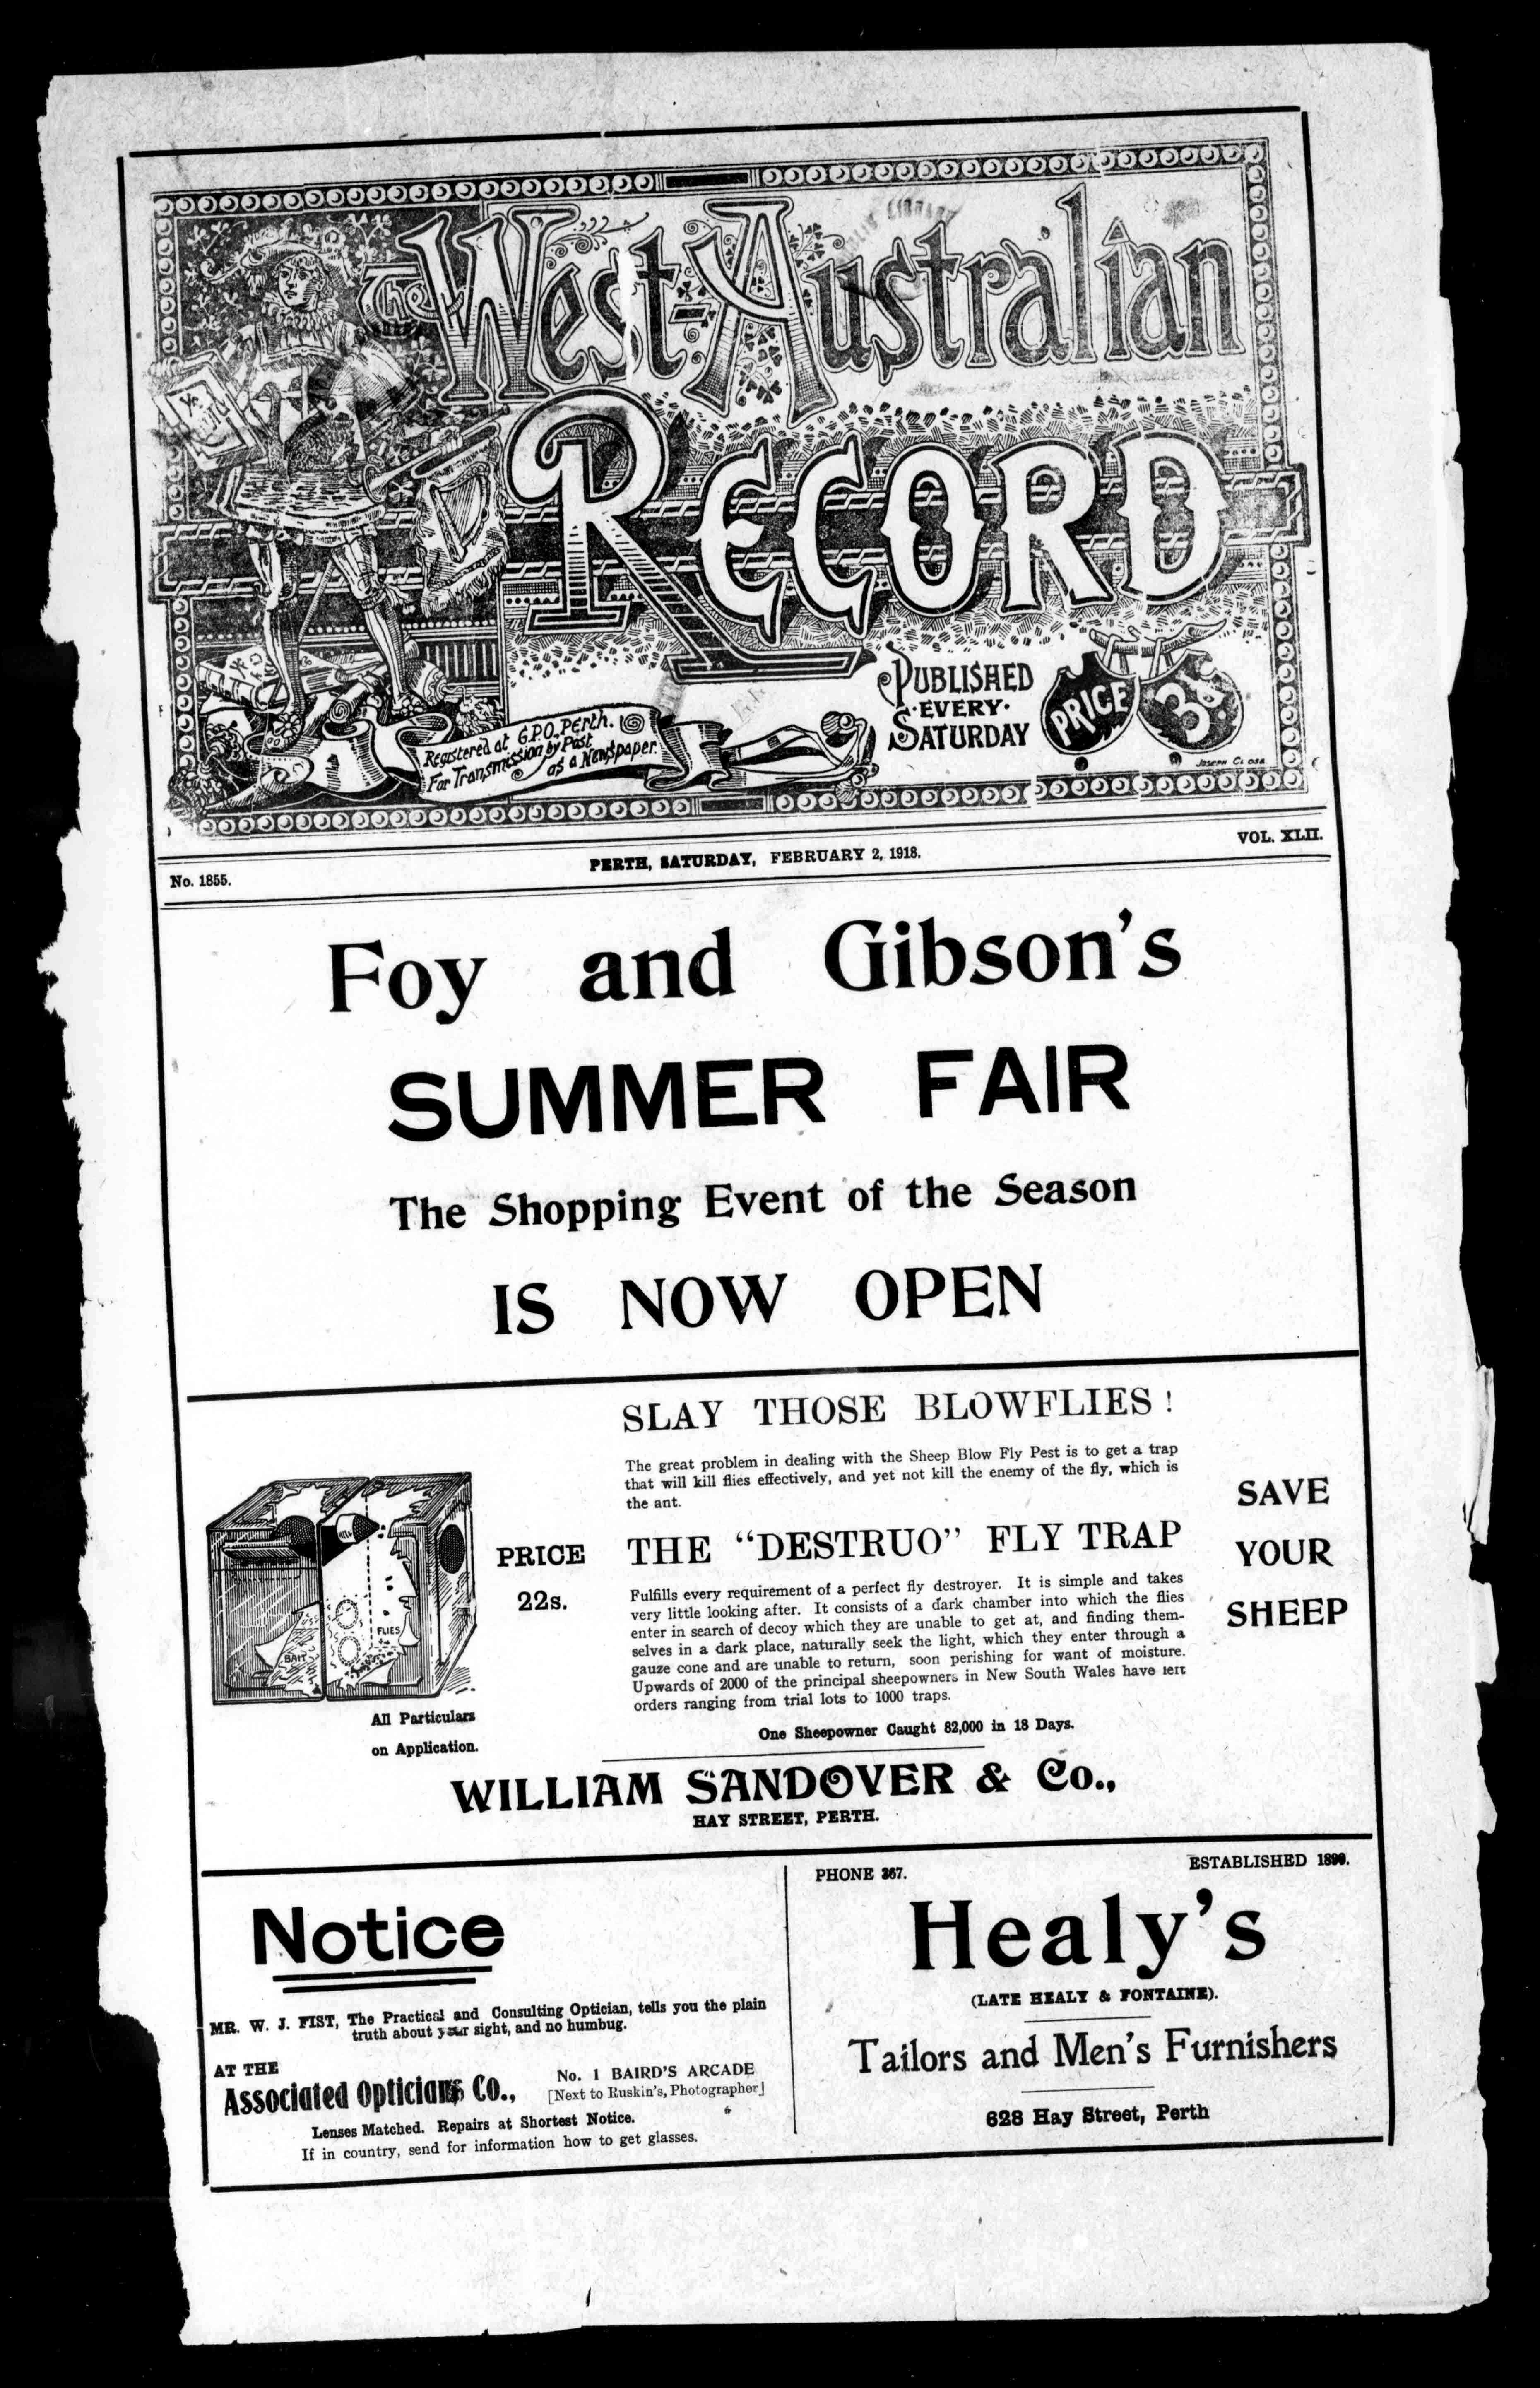 The West-Australian
RECORD
PUBLISHED
EVERY
SATURDAY
PRICE 3d
Registered at G.P.O. Perth.
For Transmission by Post
as a Newspaper.
No. 1855.
PERTH, SATURDAY, FEBRUARY 2, 1918.
VOL. XLII.
Foy and Gibson's
SUMMER FAIR
The Shopping Event of the Season
IS NOW OPEN
SLAY THOSE BLOWFLIES!
The great problem in dealing with the Sheep Blow Fly Pest is to get a trap
that will kill flies effectively, and yet not kill the enemy of the fly, which is
the ant.
THE "DESTRUO" FLY TRAP
Fulfills every requirement of a perfect fly destroyer. It is simple and takes
very little looking after. It consists of a dark chamber into which the flies
enter in search of decoy which they are unable to get at, and finding them-
selves in a dark place, naturally seek the light, which they enter through a
gauze cone and are unable to return, soon perishing for want of moisture.
Upwards of 2000 of the principal sheepowners in New South Wales have left
orders ranging from trial lots to 1000 traps.
One Sheepowner Caught 82,000 in 18 Days.
BAIT
FLIES
PRICE
22s.
All Particulars
on Application.
SAVE
YOUR
SHEEP
WILLIAM SANDOVER & Co.,
HAY STREET, PERTH.
Notice
MR. W. J. FIST, The Practical and Consulting Optician, tells you the plain
truth about your sight, and no humbug.
AT THE
Associated Opticians Co.,
No. 1 BAIRD'S ARCADE
[Next to Ruskin's, Photographer]
Lenses Matched. Repairs at Shortest Notice.
If in country, send for information how to get glasses.
PHONE 367.
ESTABLISHED
Healy's
(LATE HEALY & FONTAINE).
Tailors and Men's Furnishers
628 Hay Street, Perth